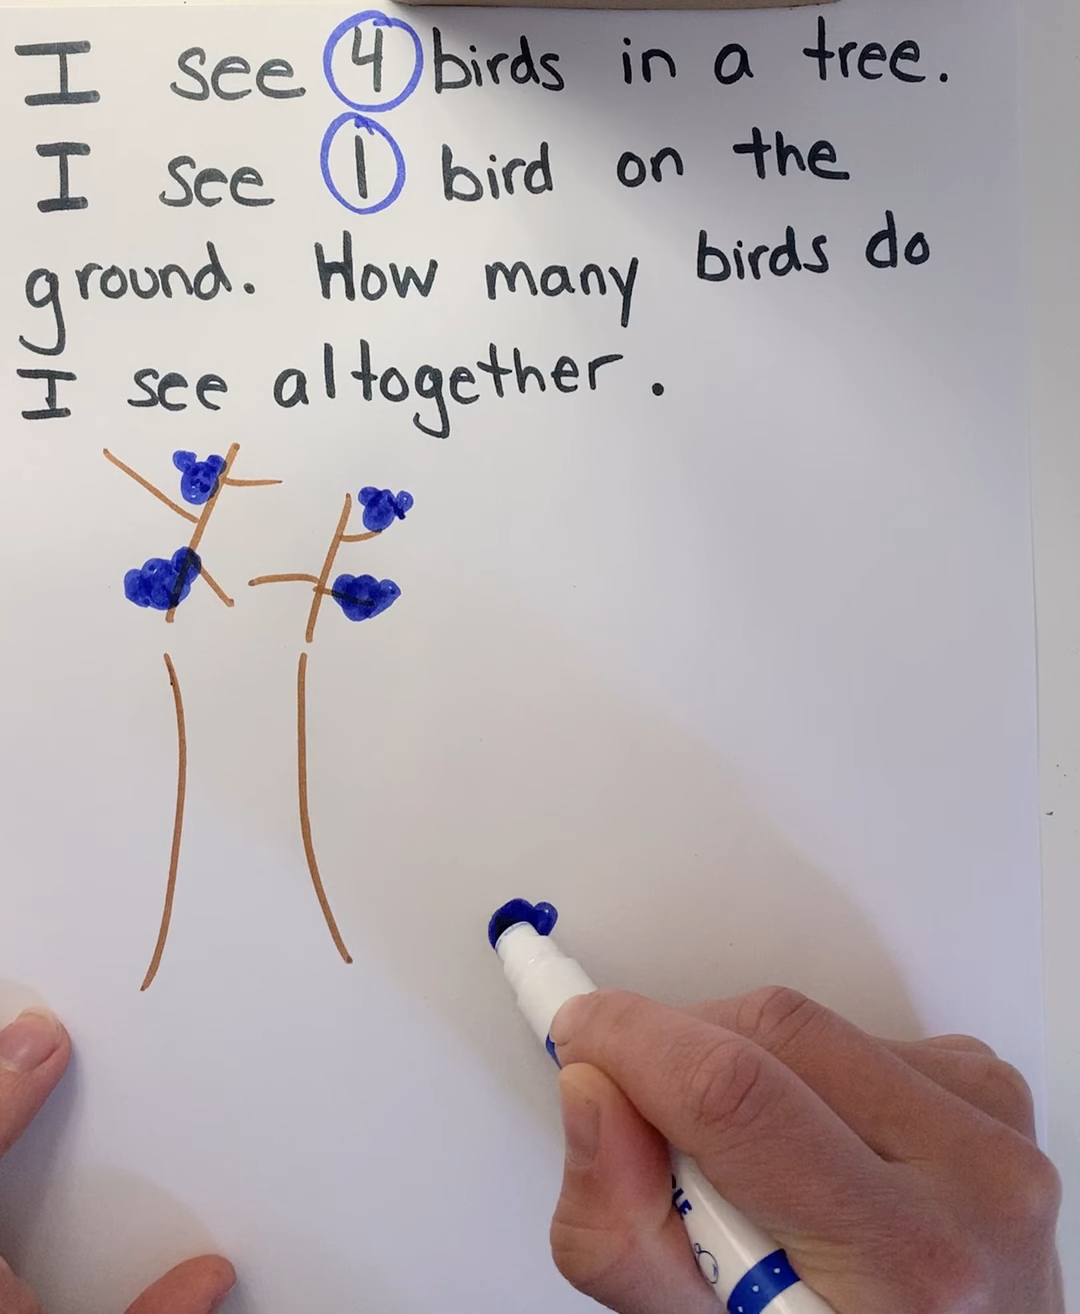 I see 4 birds in a tree.
I see 1 bird on the
ground. How many birds do
I see altogether.